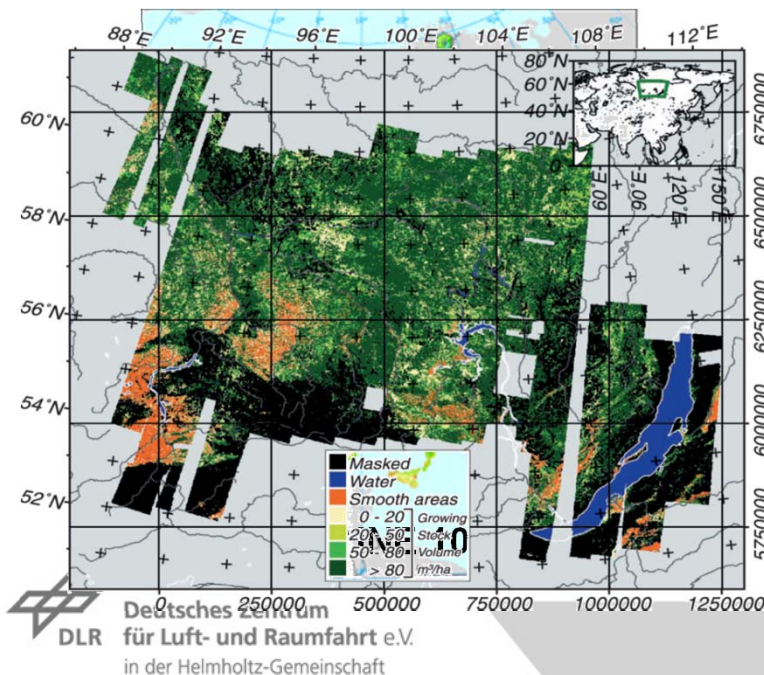 88°E 92°E 96°E 100°E 104°E 108°E 112°E
80°N
60°N
40°N
20°N
0°
60°E 90°E 120°E 150°E
60°N
58°N
56°N
54°N
52°N
6750000
6500000
6250000
6000000
5750000
Masked
Water
Smooth areas
0 - 20 Growing
20 - 50 Stock
50 - 80 Volume
> 80 m³/ha
0 250000 500000 750000 1000000 1250000
Deutsches Zentrum
DLR für Luft- und Raumfahrt e.V.
in der Helmholtz-Gemeinschaft